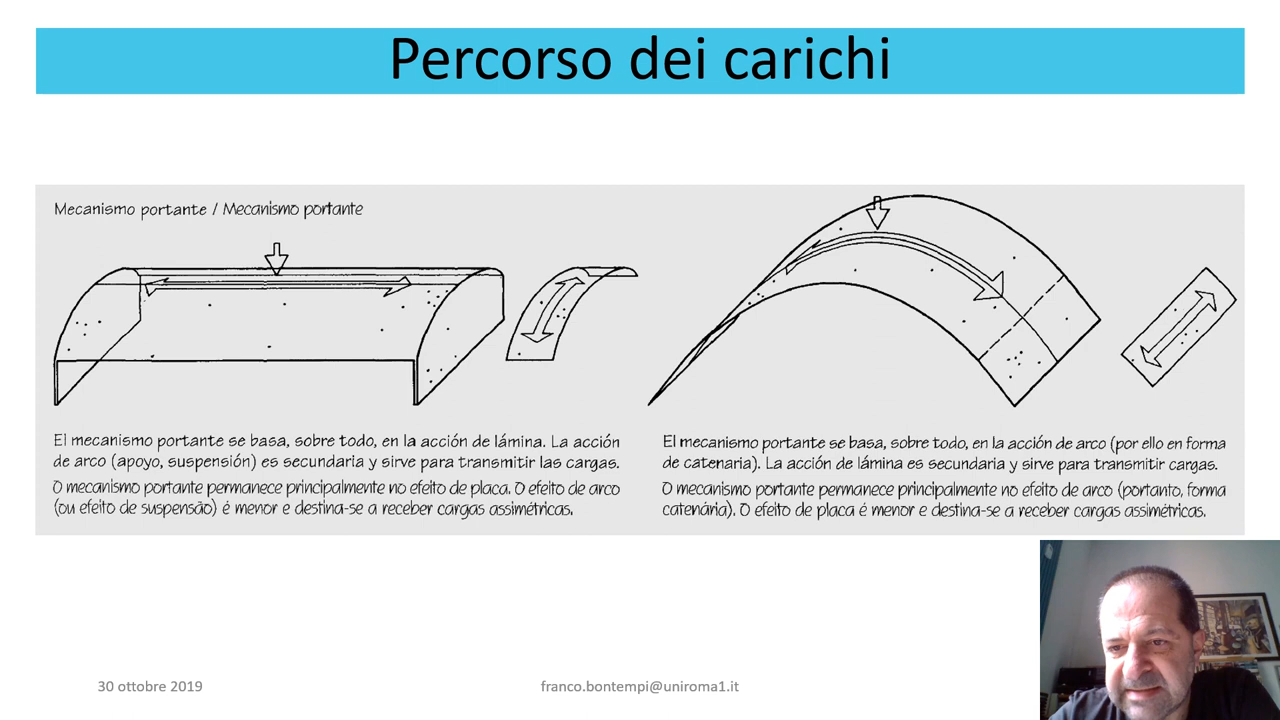 Percorso dei carichi
Mecanismo portante / Mecanismo portante
El mecanismo portante se basa, sobre todo, en la acción de lámina. La acción
de arco (apoyo, suspensión) es secundaria y sirve para transmitir las cargas.
O mecanismo portante permanece principalmente no efeito de placa. O efeito de arco
(ou efeito de suspensão) é menor e destina-se a receber cargas assimétricas.
El mecanismo portante se basa, sobre todo, en la acción de arco (por ello en forma
de catenaria). La acción de lámina es secundaria y sirve para transmitir cargas.
O mecanismo portante permanece principalmente no efeito de arco (portanto, forma
catenária). O efeito de placa é menor e destina-se a receber cargas assimétricas.
30 ottobre 2019
franco.bontempi@uniroma1.it